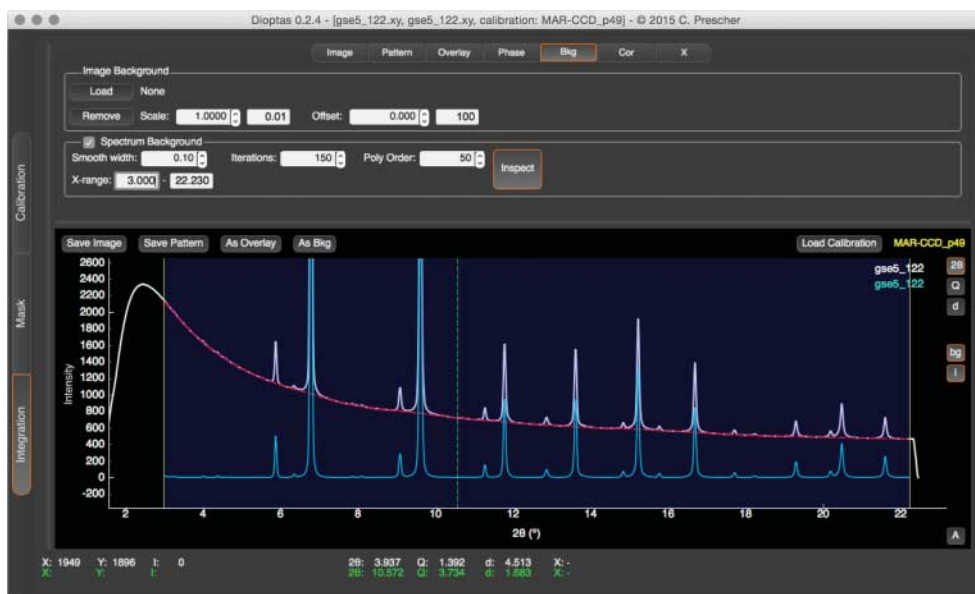 Dioptas 0.2.4 - [gse5_122.xy, gse5_122.xy, calibration: MAR-CCD_p49] - © 2015 C. Prescher
Image Pattern Overlay Phase Bkg Cor X
Image Background
Load None
Remove Scale: 1.0000 0.01 Offset: 0.000 100
Spectrum Background
Smooth width: 0.10 Iterations: 150 Poly Order: 50 Inspect
X-range: 3.000 - 22.230
Calibration
Mask
Integration
Save Image Save Pattern As Overlay As Bkg Load Calibration MAR-CCD_p49
gse5_122
gse5_122
2θ
Q
d
bg
I
A
Intensity
2600
2400
2200
2000
1800
1600
1400
1200
1000
800
600
400
200
0
-200
2 4 6 8 10 12 14 16 18 20 22
2θ (°)
X: 1949 Y: 1896 I: 0 2θ: 3.937 Q: 1.392 d: 4.513 X: -
X: Y: I: 2θ: 10.572 Q: 3.734 d: 1.683 X: -